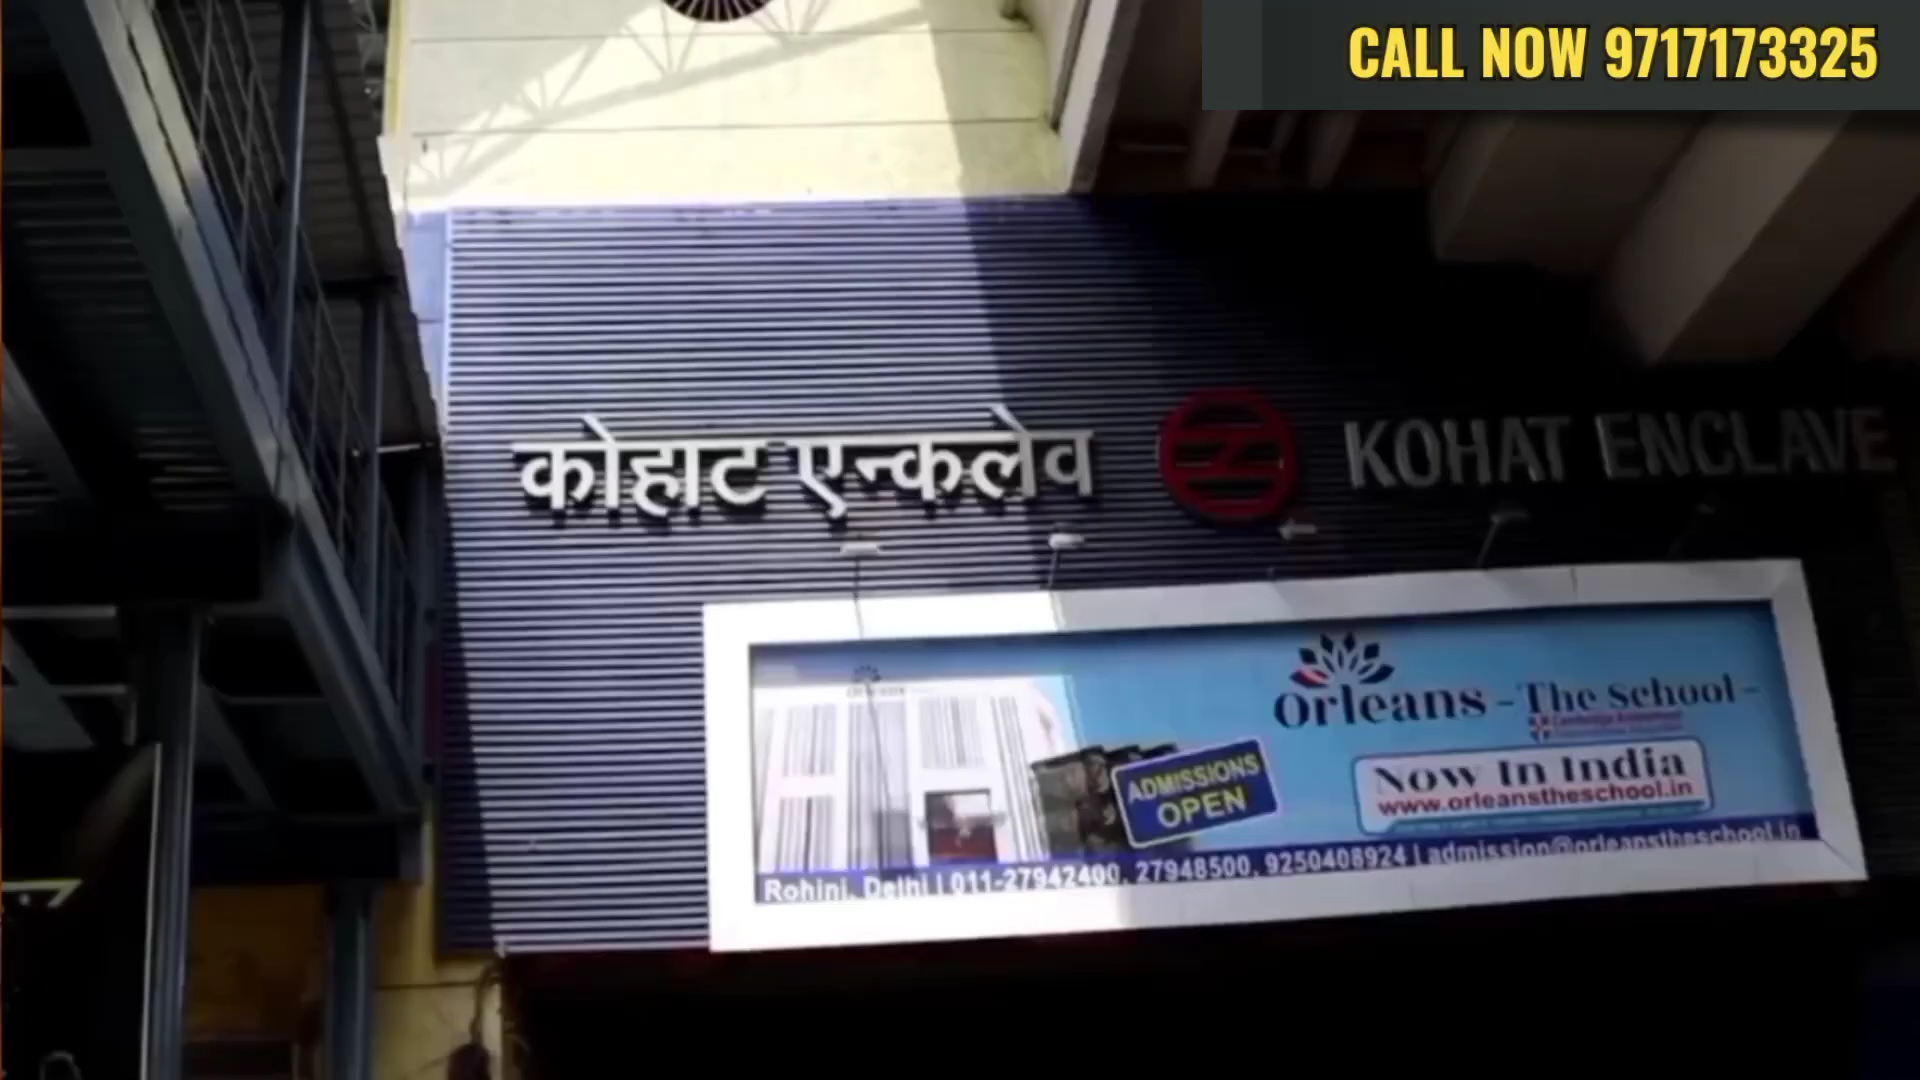 CALL NOW 9717173325
कोहाट एन्कलेव
KOHAT ENCLAVE
Orleans - The School -
ADMISSIONS
OPEN
Now In India
www.orleanstheschool.in
Rohini, Delhi | 011-27942400, 27948500, 9250408924 | admission@orleanstheschool.in